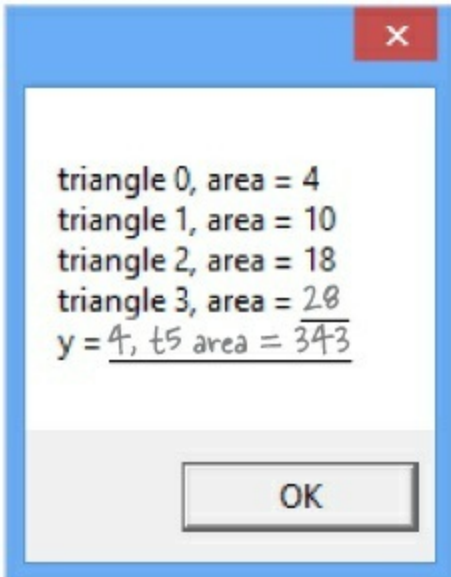 triangle 0, area = 4
triangle 1, area = 10
triangle 2, area = 18
triangle 3, area = 28
y = 4, t5 area = 343
OK